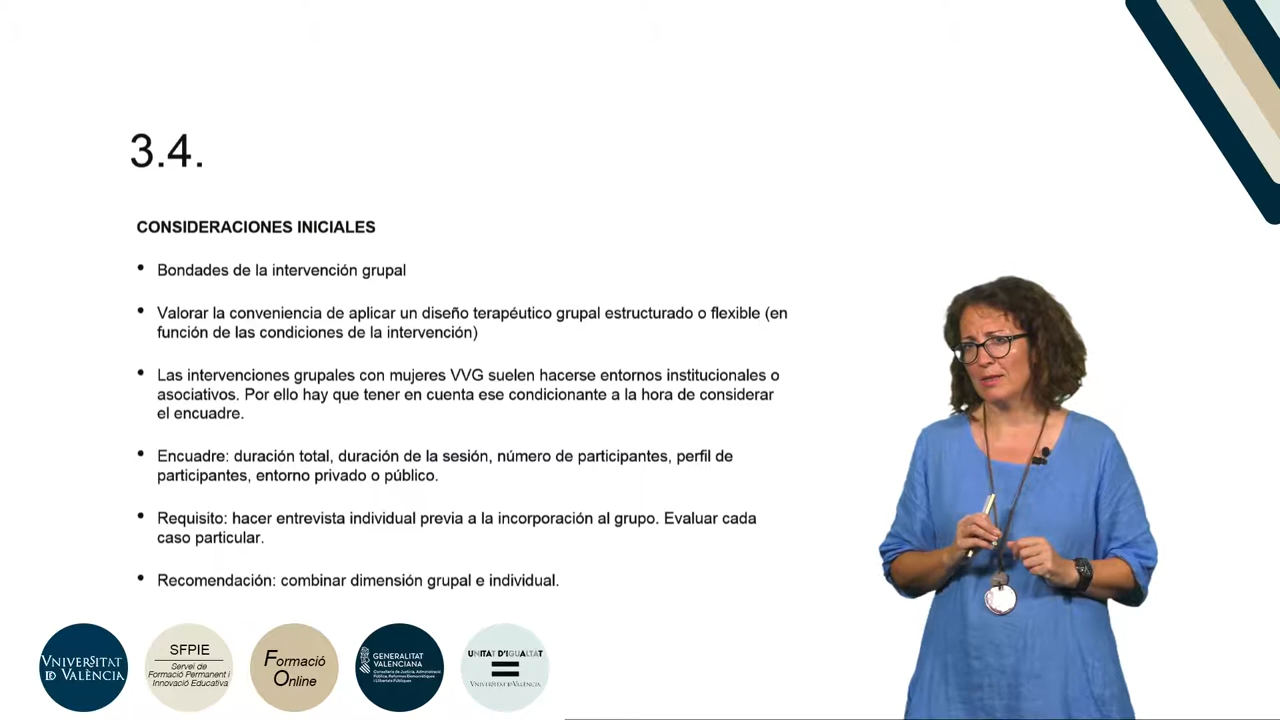 3.4.
CONSIDERACIONES INICIALES
• Bondades de la intervención grupal
• Valorar la conveniencia de aplicar un diseño terapéutico grupal estructurado o flexible (en
función de las condiciones de la intervención)
• Las intervenciones grupales con mujeres VVG suelen hacerse entornos institucionales o
asociativos. Por ello hay que tener en cuenta ese condicionante a la hora de considerar
el encuadre.
• Encuadre: duración total, duración de la sesión, número de participantes, perfil de
participantes, entorno privado o público.
• Requisito: hacer entrevista individual previa a la incorporación al grupo. Evaluar cada
caso particular.
• Recomendación: combinar dimensión grupal e individual.
VNIVERSITAT
ID VALÈNCIA
SFPIE
Servei de
Formació Permanent i
Innovació Educativa
Formació
Online
GENERALITAT
VALENCIANA
Conselleria de Justícia, Administració
Pública, Reformes Democràtiques
i Llibertats Públiques
UNITAT D'IGUALTAT
VNIVERSITAT ID VALÈNCIA